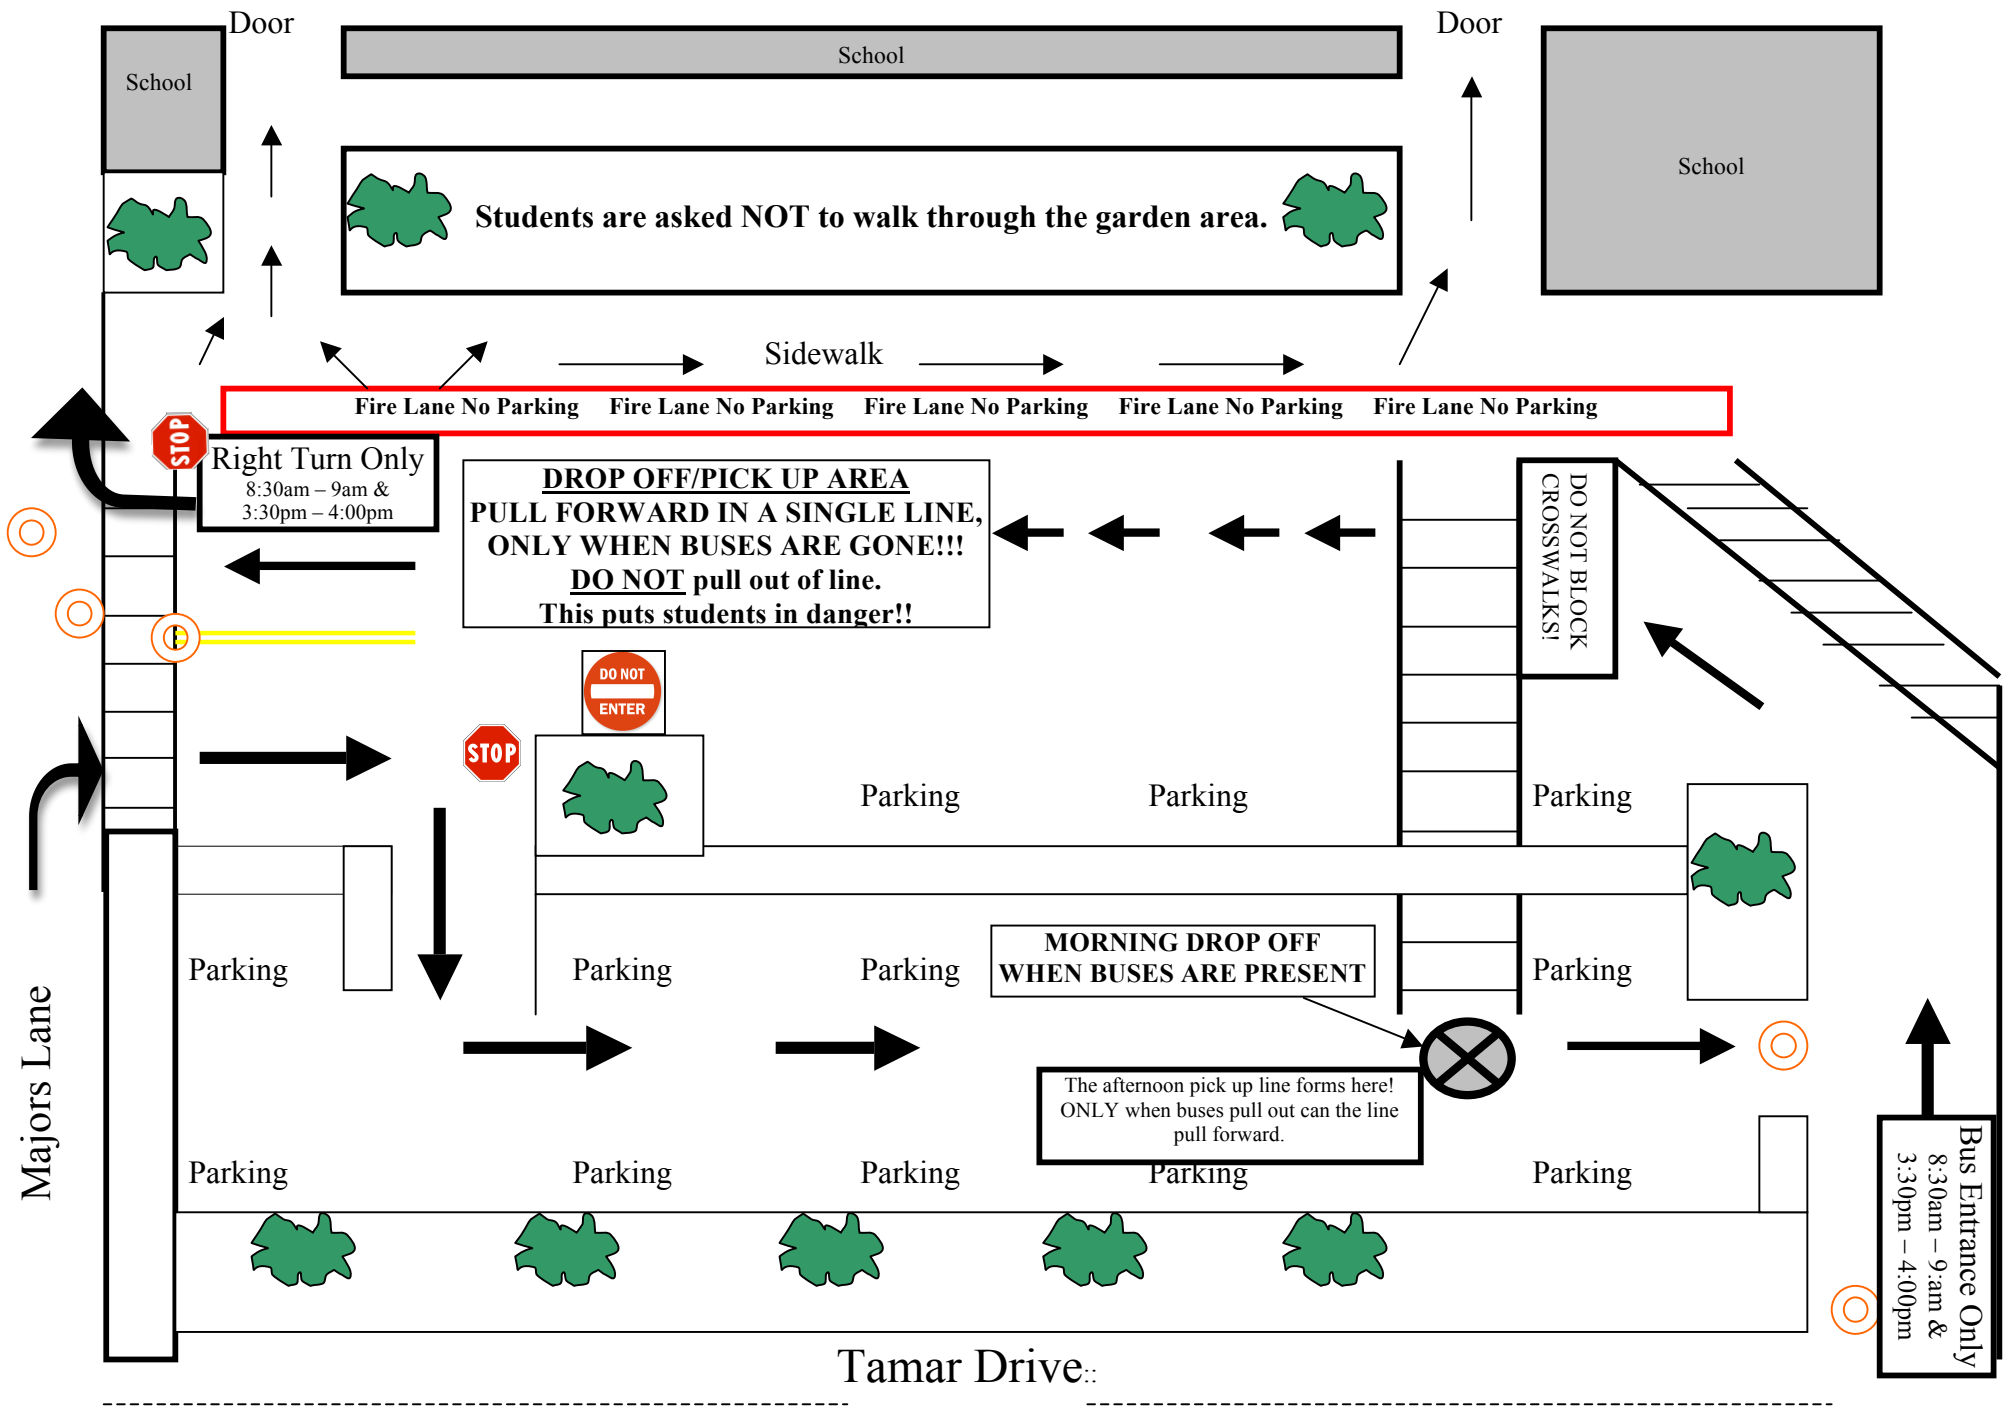 Door
Door
School
School
School
Students are asked NOT to walk through the garden area.
Sidewalk
Fire Lane No Parking Fire Lane No Parking Fire Lane No Parking Fire Lane No Parking Fire Lane No Parking
STOP
Right Turn Only
8:30am – 9am &
3:30pm – 4:00pm
DROP OFF/PICK UP AREA
PULL FORWARD IN A SINGLE LINE,
ONLY WHEN BUSES ARE GONE!!!
DO NOT pull out of line.
This puts students in danger!!
DO NOT BLOCK
CROSSWALKS!
DO NOT
ENTER
STOP
Parking
Parking
Parking
MORNING DROP OFF
WHEN BUSES ARE PRESENT
Parking
Parking
Parking
Parking
Majors Lane
The afternoon pick up line forms here!
ONLY when buses pull out can the line
pull forward.
Parking
Parking
Parking
Parking
Parking
Bus Entrance Only
8:30am – 9:am &
3:30pm – 4:00pm
Tamar Drive::